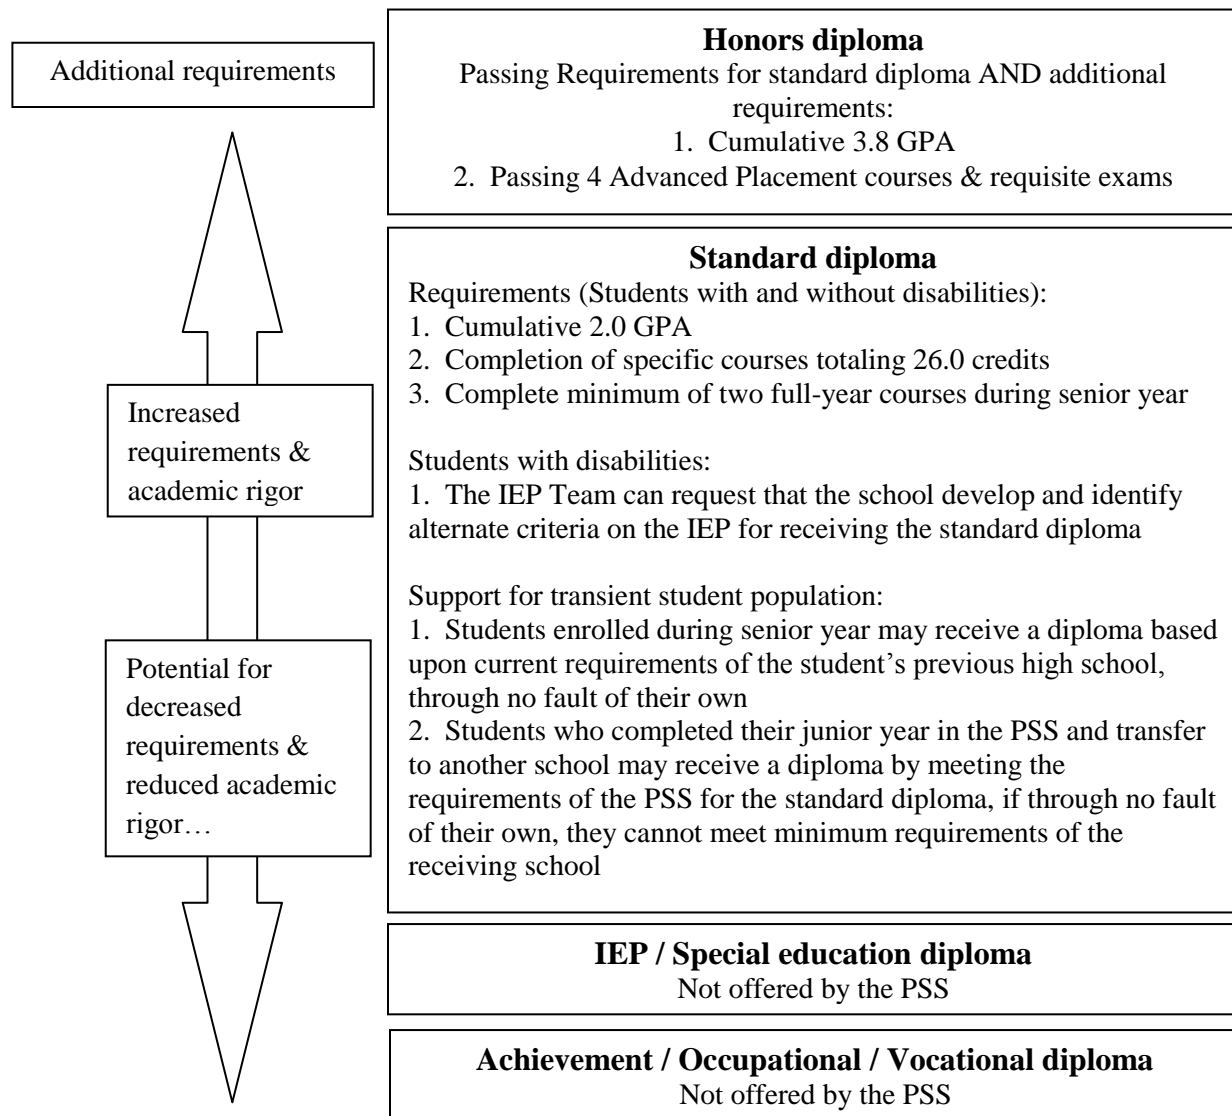 Additional requirements
Honors diploma
Passing Requirements for standard diploma AND additional
requirements:
1.  Cumulative 3.8 GPA
2.  Passing 4 Advanced Placement courses & requisite exams
Standard diploma
Requirements (Students with and without disabilities):
1.  Cumulative 2.0 GPA
2.  Completion of specific courses totaling 26.0 credits
3.  Complete minimum of two full-year courses during senior year
Increased
requirements &
academic rigor
Students with disabilities:
1.  The IEP Team can request that the school develop and identify
alternate criteria on the IEP for receiving the standard diploma
Support for transient student population:
1.  Students enrolled during senior year may receive a diploma based
upon current requirements of the student’s previous high school,
through no fault of their own
2.  Students who completed their junior year in the PSS and transfer
to another school may receive a diploma by meeting the
requirements of the PSS for the standard diploma, if through no fault
of their own, they cannot meet minimum requirements of the
receiving school
Potential for
decreased
requirements &
reduced academic
rigor…
IEP / Special education diploma
Not offered by the PSS
Achievement / Occupational / Vocational diploma
Not offered by the PSS